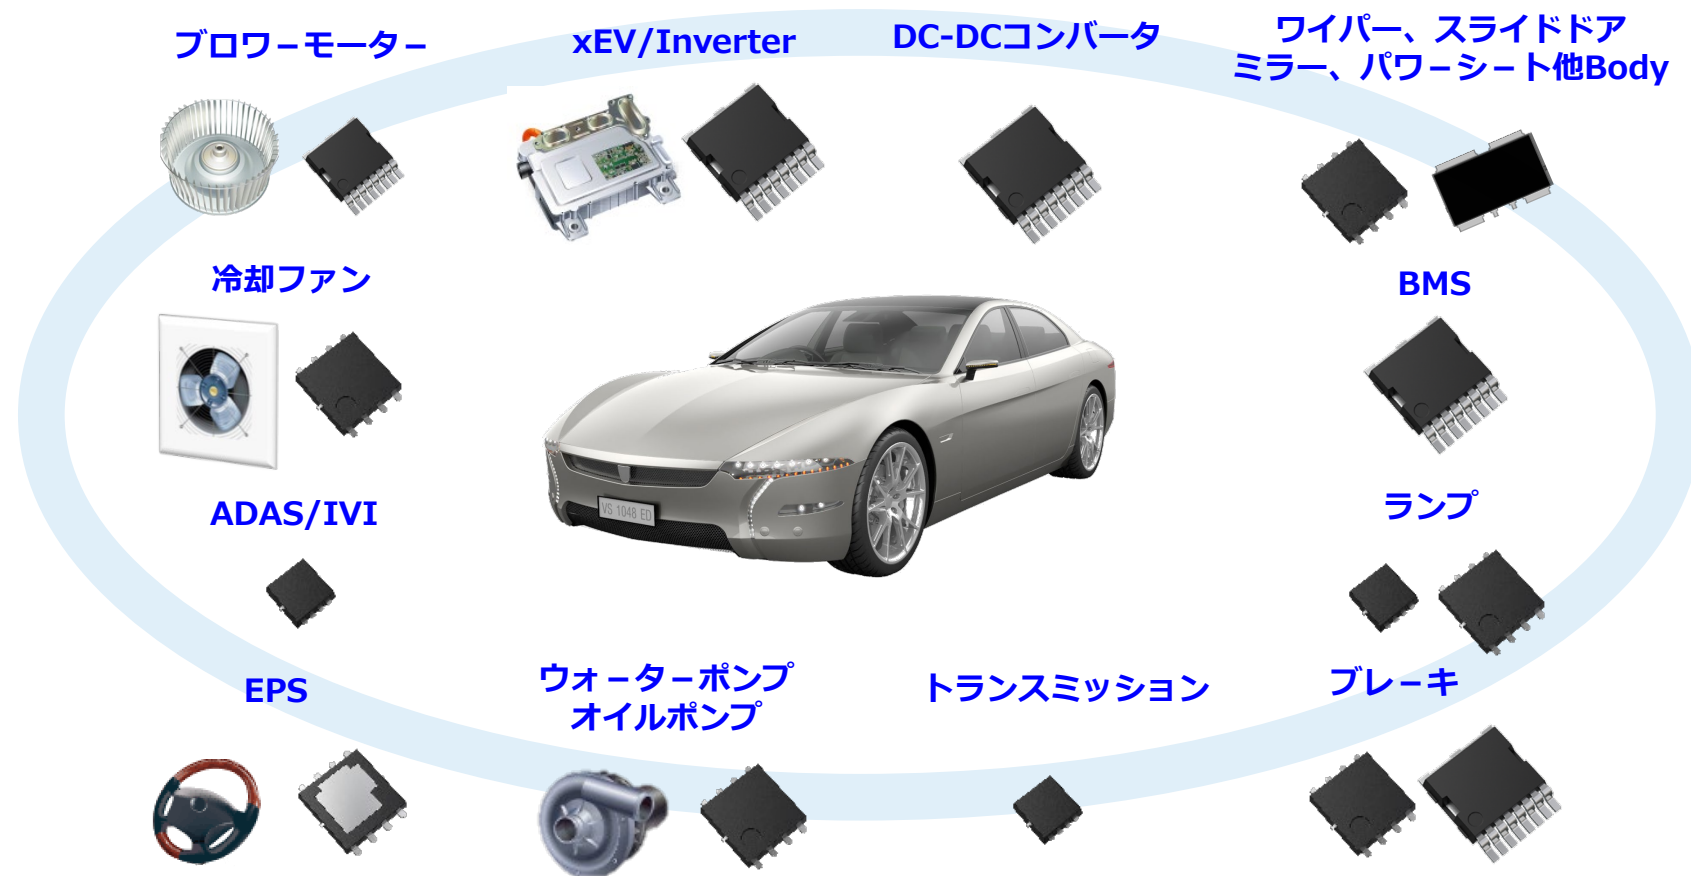 ブロワーモーター
xEV/Inverter
DC-DCコンバータ
ワイパー、スライドドア
ミラー、パワーシート他Body
冷却ファン
BMS
ADAS/IVI
VS 1048 ED
ランプ
EPS
ウォーターポンプ
オイルポンプ
トランスミッション
ブレーキ